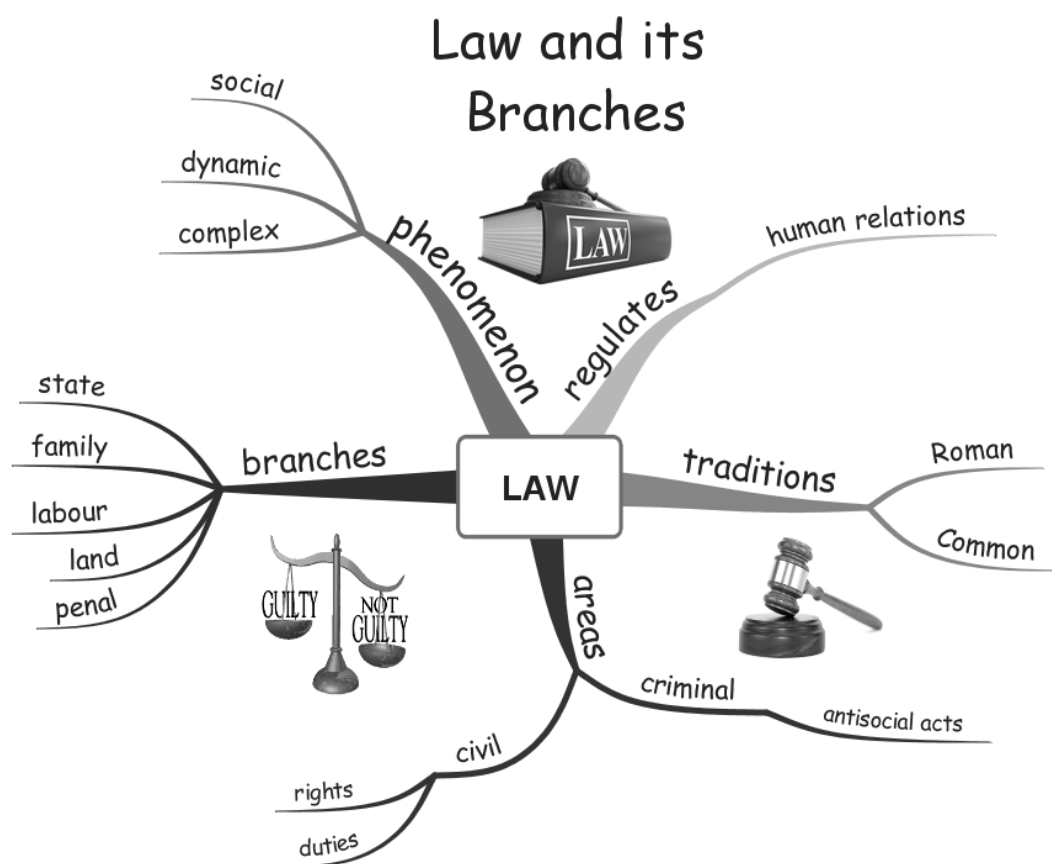 Law and its
Branches
social
dynamic
complex
phenomenon
LAW
regulates
human relations
state
family
labour
land
penal
branches
LAW
traditions
Roman
Common
areas
GUILTY
NOT
GUILTY
criminal
antisocial acts
civil
rights
duties